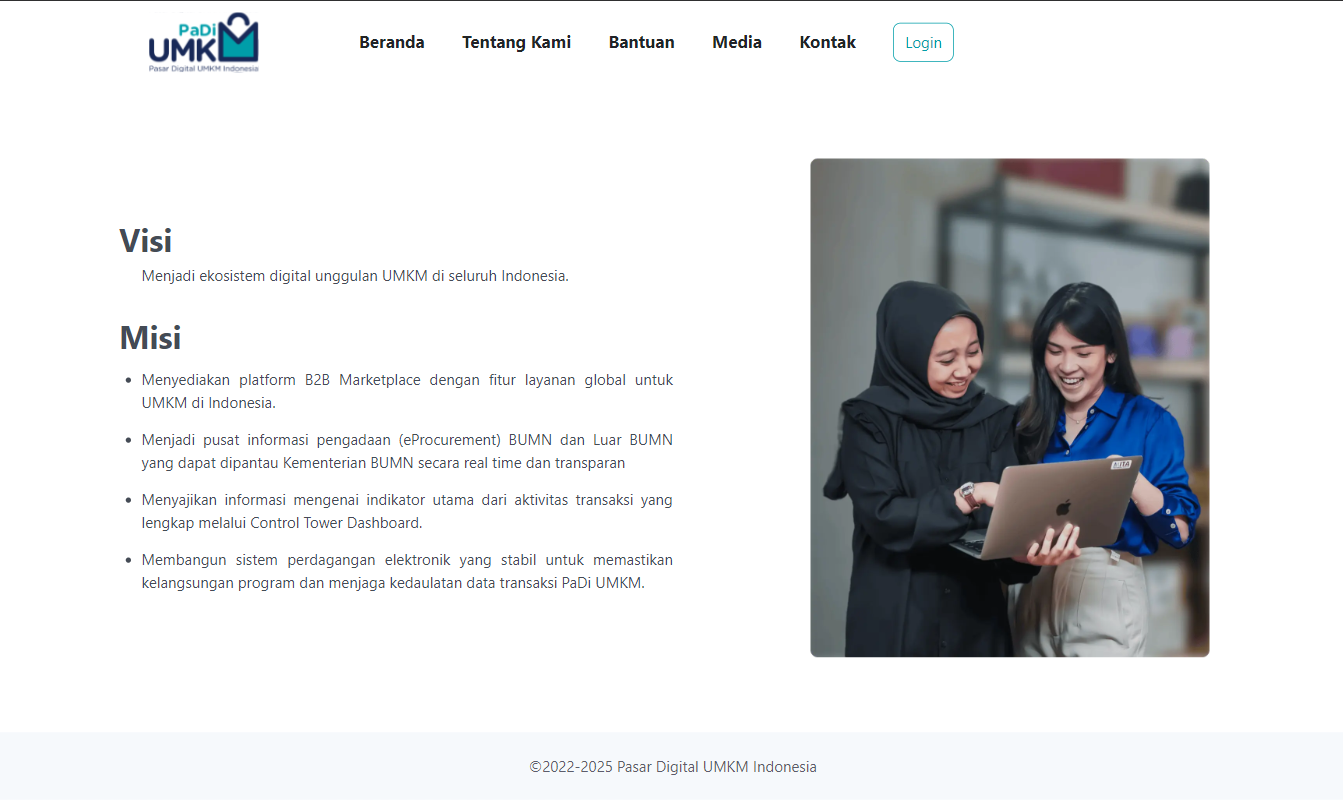 PaDi
UMKM
Pasar Digital UMKM Indonesia
Beranda Tentang Kami Bantuan Media Kontak Login
Visi
Menjadi ekosistem digital unggulan UMKM di seluruh Indonesia.
Misi
• Menyediakan platform B2B Marketplace dengan fitur layanan global untuk
UMKM di Indonesia.
• Menjadi pusat informasi pengadaan (eProcurement) BUMN dan Luar BUMN
yang dapat dipantau Kementerian BUMN secara real time dan transparan
• Menyajikan informasi mengenai indikator utama dari aktivitas transaksi yang
lengkap melalui Control Tower Dashboard.
• Membangun sistem perdagangan elektronik yang stabil untuk memastikan
kelangsungan program dan menjaga kedaulatan data transaksi PaDi UMKM.
©2022-2025 Pasar Digital UMKM Indonesia